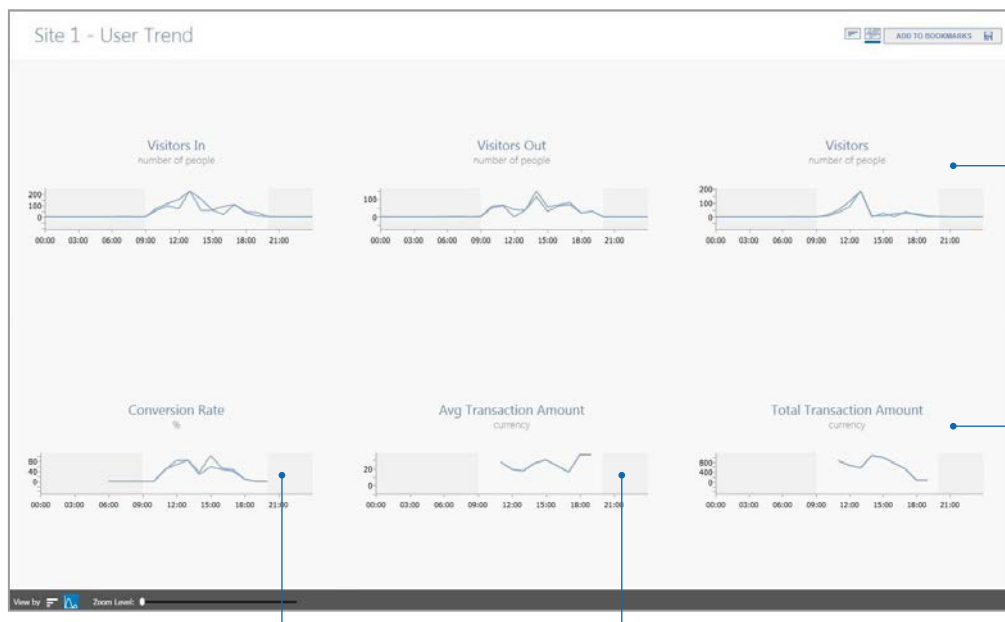 Site 1 - User Trend
ADD TO BOOKMARKS
Visitors In
number of people
200
100
0
00:00 03:00 06:00 09:00 12:00 15:00 18:00 21:00
Visitors Out
number of people
100
0
00:00 03:00 06:00 09:00 12:00 15:00 18:00 21:00
Visitors
number of people
200
100
0
00:00 03:00 06:00 09:00 12:00 15:00 18:00 21:00
Conversion Rate
%
80
40
0
00:00 03:00 06:00 09:00 12:00 15:00 18:00 21:00
Avg Transaction Amount
currency
20
0
00:00 03:00 06:00 09:00 12:00 15:00 18:00 21:00
Total Transaction Amount
currency
800
400
0
00:00 03:00 06:00 09:00 12:00 15:00 18:00 21:00
View by Zoom Level: